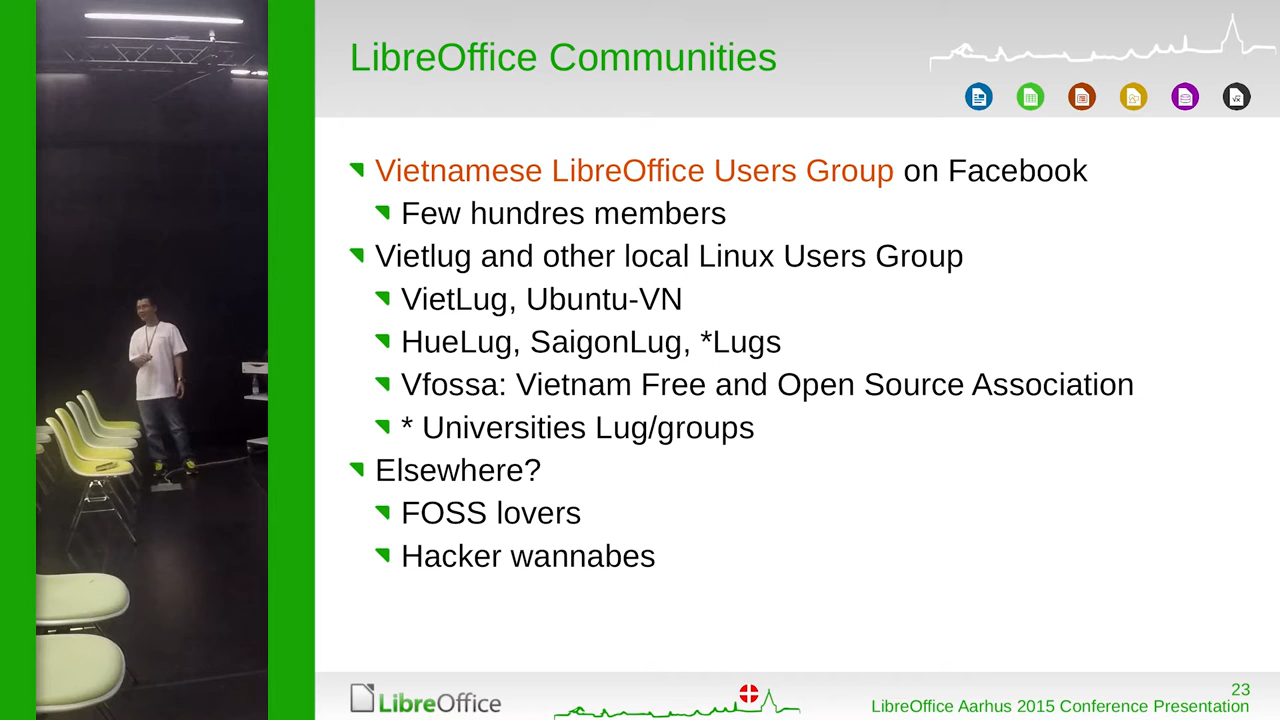 LibreOffice Communities
Vietnamese LibreOffice Users Group on Facebook
Few hundres members
Vietlug and other local Linux Users Group
VietLug, Ubuntu-VN
HueLug, SaigonLug, *Lugs
Vfossa: Vietnam Free and Open Source Association
* Universities Lug/groups
Elsewhere?
FOSS lovers
Hacker wannabes
LibreOffice
23
LibreOffice Aarhus 2015 Conference Presentation